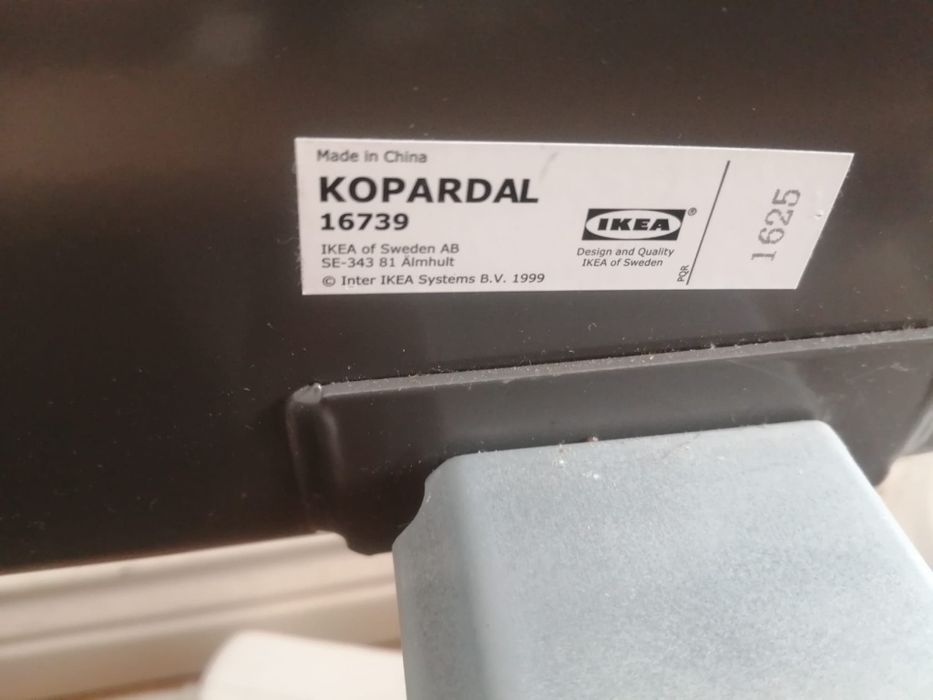 Made in China
KOPARDAL
16739
IKEA of Sweden AB
SE-343 81 Älmhult
© Inter IKEA Systems B.V. 1999
IKEA®
Design and Quality
IKEA of Sweden
PQR
1625